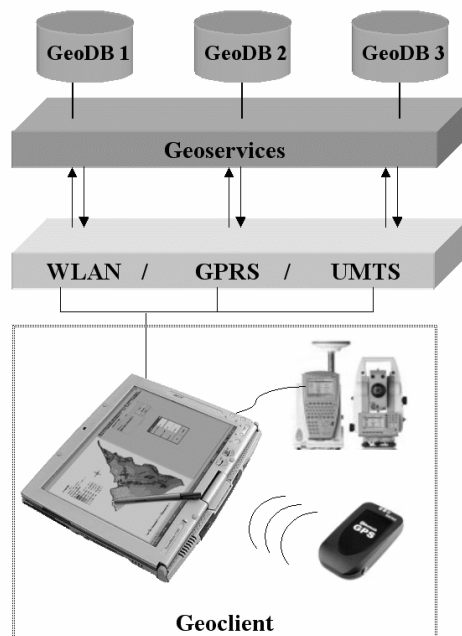 GeoDB 1 GeoDB 2 GeoDB 3
Geoservices
WLAN / GPRS / UMTS
GPS
Geoclient